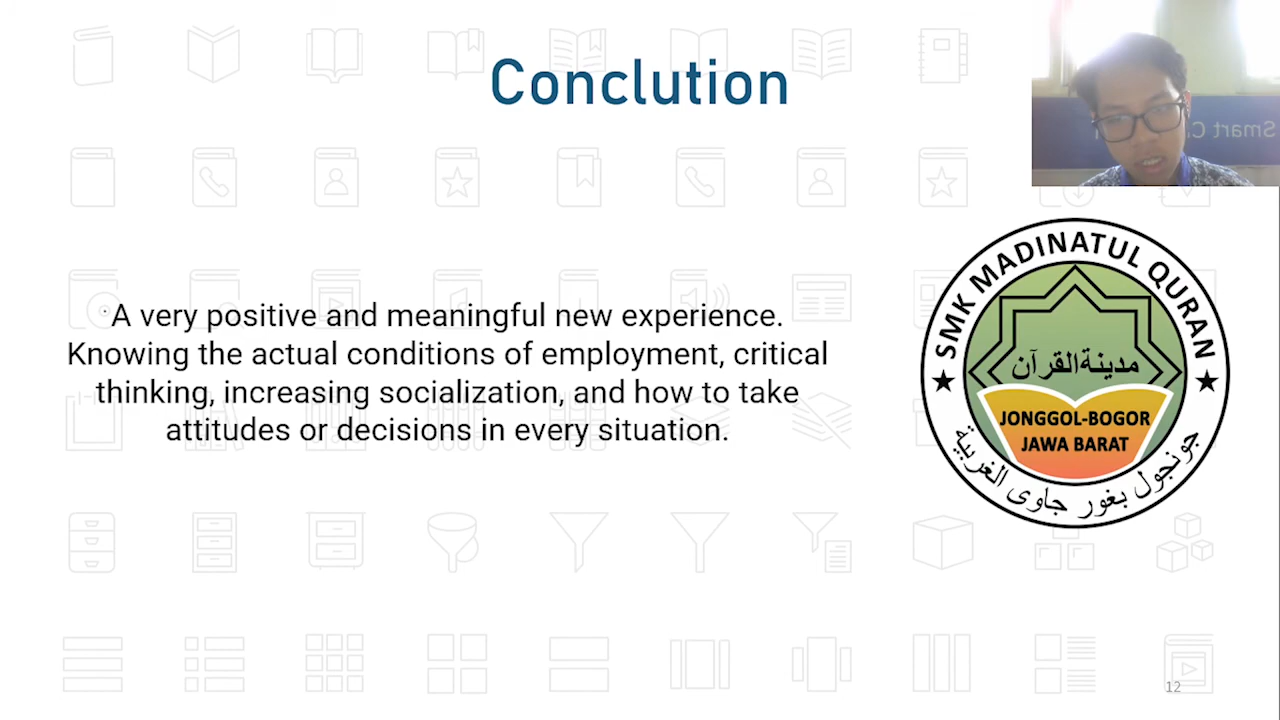 Conclution
Smart C
A very positive and meaningful new experience.
Knowing the actual conditions of employment, critical
thinking, increasing socialization, and how to take
attitudes or decisions in every situation.
SMK MADINATUL QURAN
مدينة القرآن
JONGGOL-BOGOR
JAWA BARAT
جونجول بغور جاوى الغربية
12